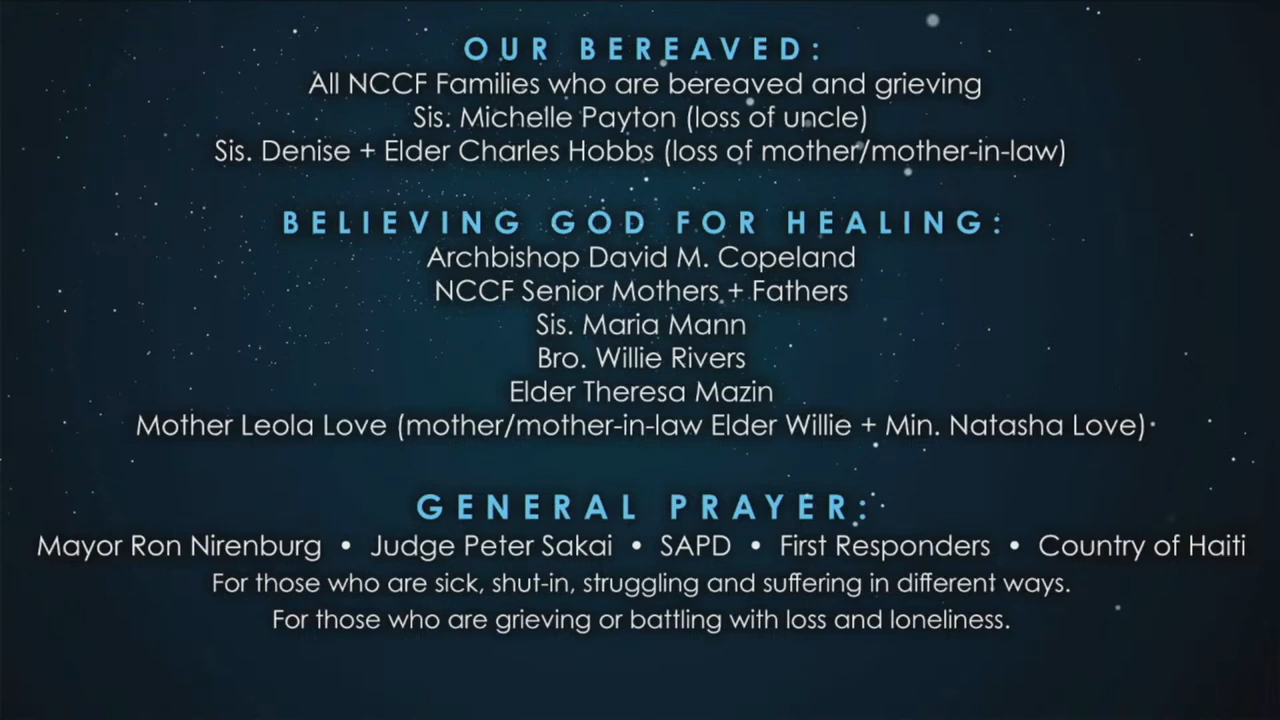 OUR BEREAVED:
All NCCF Families who are bereaved and grieving
Sis. Michelle Payton (loss of uncle)
Sis. Denise + Elder Charles Hobbs (loss of mother/mother-in-law)
BELIEVING GOD FOR HEALING:
Archbishop David M. Copeland
NCCF Senior Mothers + Fathers
Sis. Maria Mann
Bro. Willie Rivers
Elder Theresa Mazin
Mother Leola Love (mother/mother-in-law Elder Willie + Min. Natasha Love)
GENERAL PRAYER:
Mayor Ron Nirenburg • Judge Peter Sakai • SAPD • First Responders • Country of Haiti
For those who are sick, shut-in, struggling and suffering in different ways.
For those who are grieving or battling with loss and loneliness.